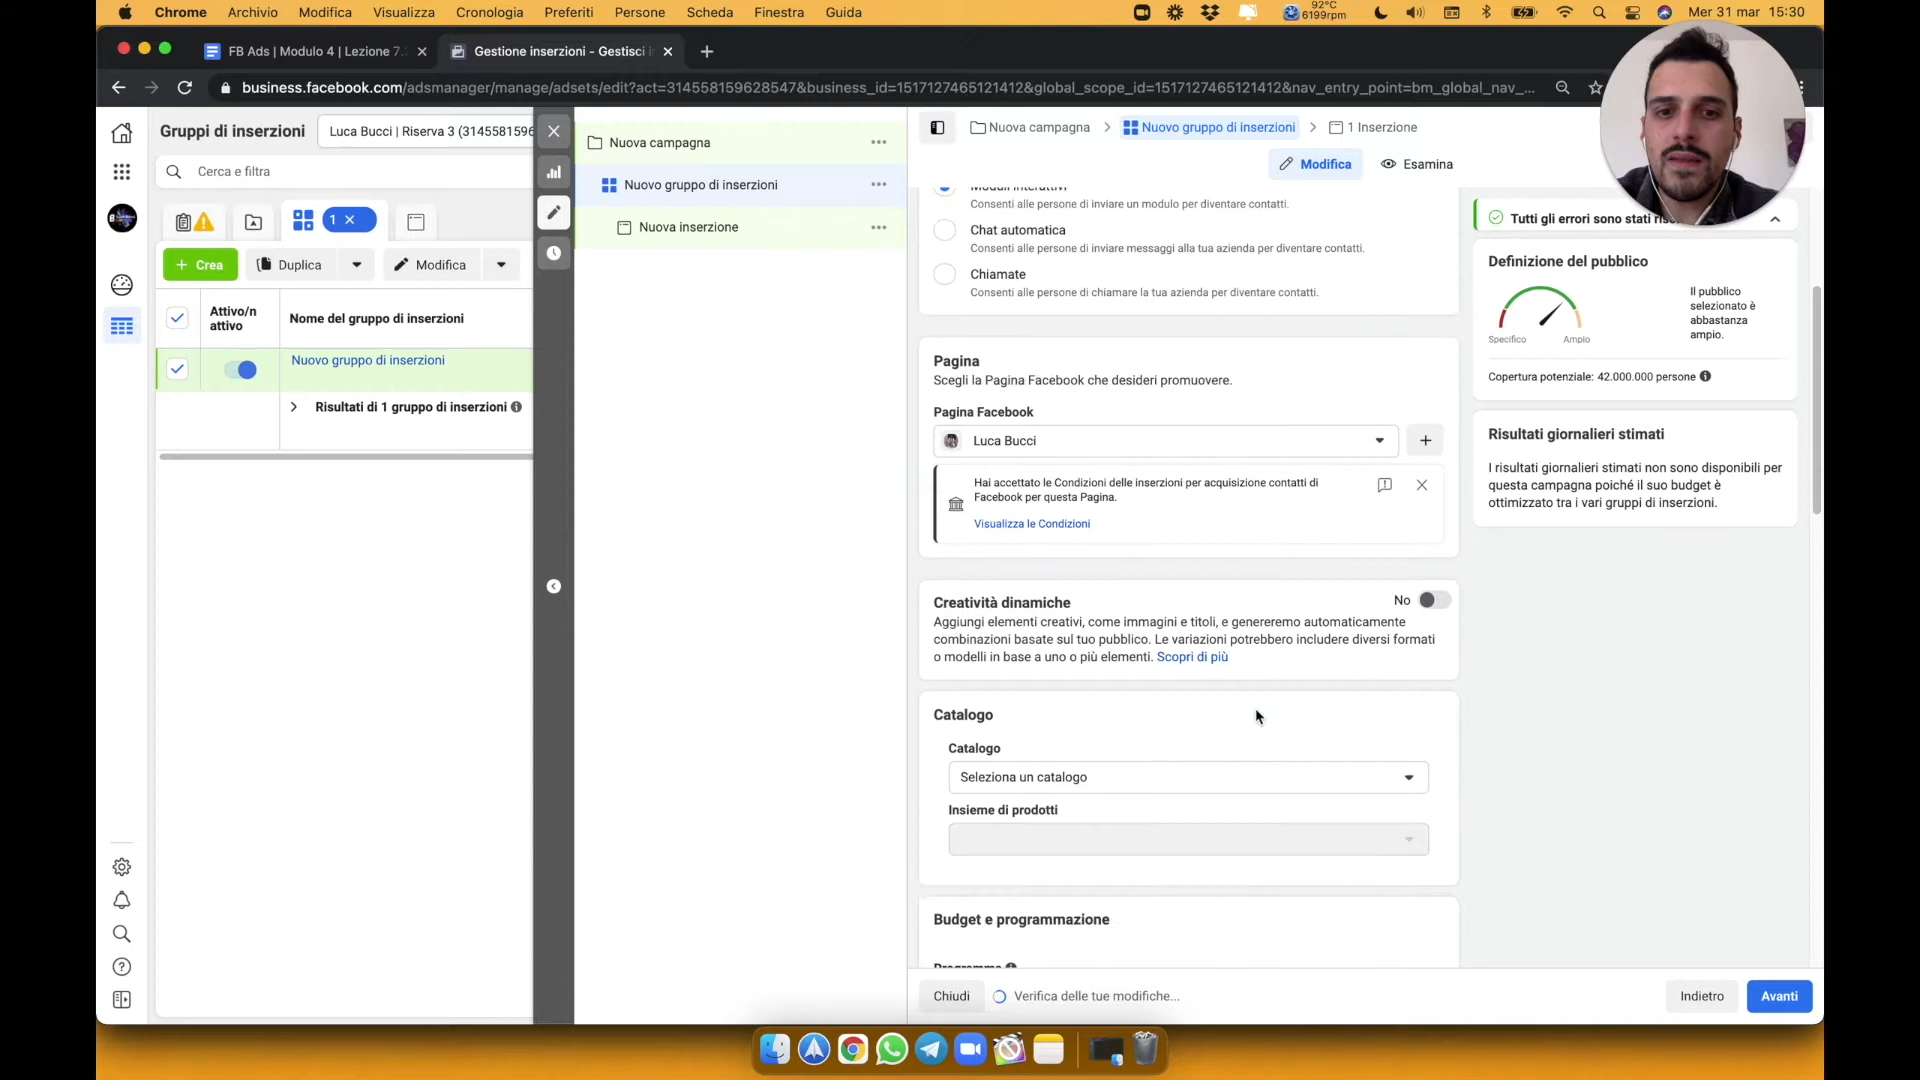 Chrome Archivio Modifica Visualizza Cronologia Preferiti Persone Scheda Finestra Guida
92°C
6199rpm
Mer 31 mar 15:30
FB Ads | Modulo 4 | Lezione 7.
Gestione inserzioni - Gestisci i
business.facebook.com/adsmanager/manage/adsets/edit?act=314558159628547&business_id=1517127465121412&global_scope_id=1517127465121412&nav_entry_point=bm_global_nav_...
Gruppi di inserzioni
Luca Bucci | Riserva 3 (3145581596
Cerca e filtra
1
+ Crea
Duplica
Modifica
Attivo/n
attivo
Nome del gruppo di inserzioni
Nuovo gruppo di inserzioni
Risultati di 1 gruppo di inserzioni
Nuova campagna
Nuovo gruppo di inserzioni
Nuova inserzione
Nuova campagna > Nuovo gruppo di inserzioni > 1 Inserzione
Modifica
Esamina
Moduli interattivi
Consenti alle persone di inviare un modulo per diventare contatti.
Chat automatica
Consenti alle persone di inviare messaggi alla tua azienda per diventare contatti.
Chiamate
Consenti alle persone di chiamare la tua azienda per diventare contatti.
Pagina
Scegli la Pagina Facebook che desideri promuovere.
Pagina Facebook
Luca Bucci
Hai accettato le Condizioni delle inserzioni per acquisizione contatti di
Facebook per questa Pagina.
Visualizza le Condizioni
Creatività dinamiche
No
Aggiungi elementi creativi, come immagini e titoli, e genereremo automaticamente
combinazioni basate sul tuo pubblico. Le variazioni potrebbero includere diversi formati
o modelli in base a uno o più elementi. Scopri di più
Catalogo
Catalogo
Seleziona un catalogo
Insieme di prodotti
Budget e programmazione
Programma
Chiudi
Verifica delle tue modifiche...
Indietro
Avanti
Tutti gli errori sono stati
Definizione del pubblico
Specifico
Ampio
Il pubblico
selezionato è
abbastanza
ampio.
Copertura potenziale: 42.000.000 persone
Risultati giornalieri stimati
I risultati giornalieri stimati non sono disponibili per
questa campagna poiché il suo budget è
ottimizzato tra i vari gruppi di inserzioni.